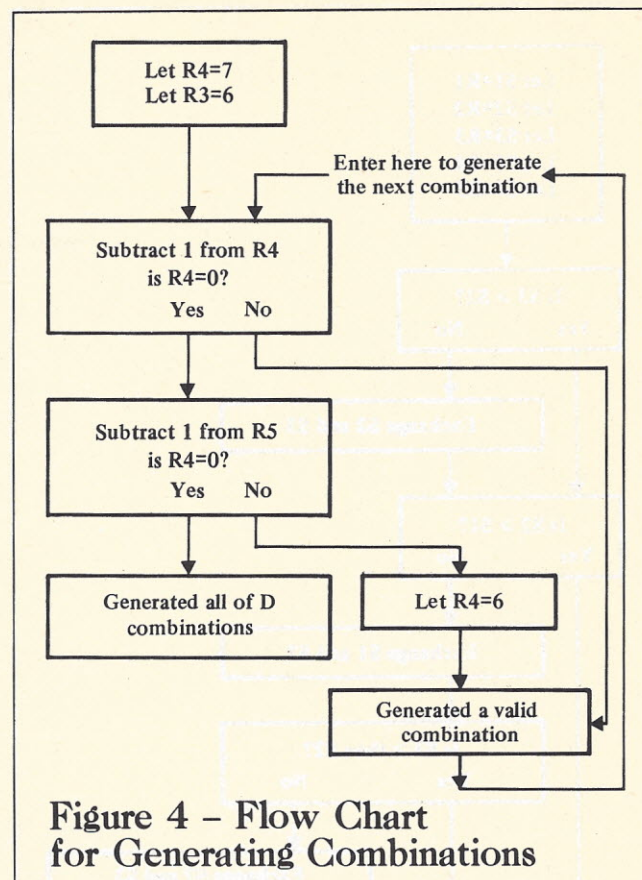 Let R4=7
Let R3=6
Enter here to generate
the next combination
Subtract 1 from R4
is R4=0?
Yes No
Subtract 1 from R5
is R4=0?
Yes No
Generated all of D
combinations
Let R4=6
Generated a valid
combination
Figure 4 – Flow Chart
for Generating Combinations